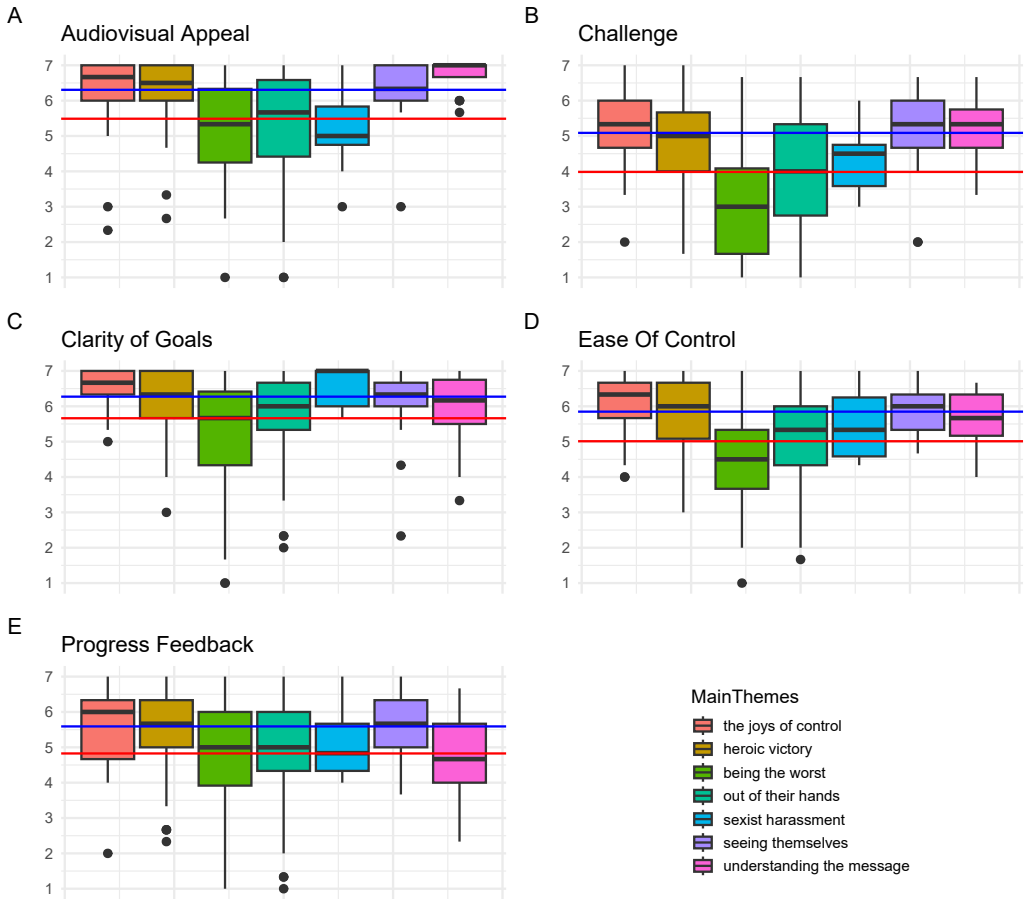 A
Audiovisual Appeal
7
6
5
4
3
2
1
B
Challenge
7
6
5
4
3
2
1
C
Clarity of Goals
7
6
5
4
3
2
1
D
Ease Of Control
7
6
5
4
3
2
1
E
Progress Feedback
7
6
5
4
3
2
1
MainThemes
the joys of control
heroic victory
being the worst
out of their hands
sexist harassment
seeing themselves
understanding the message